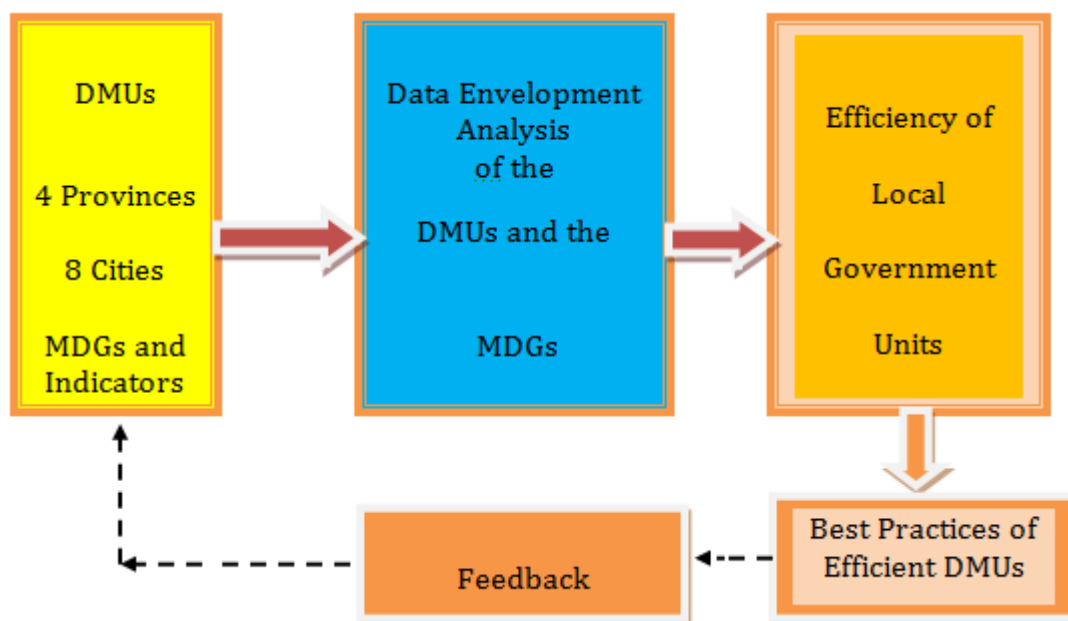 DMUs
4 Provinces
8 Cities
MDGs and
Indicators
Data Envelopment
Analysis
of the
DMUs and the
MDGs
Efficiency of
Local
Government
Units
Best Practices of
Efficient DMUs
Feedback